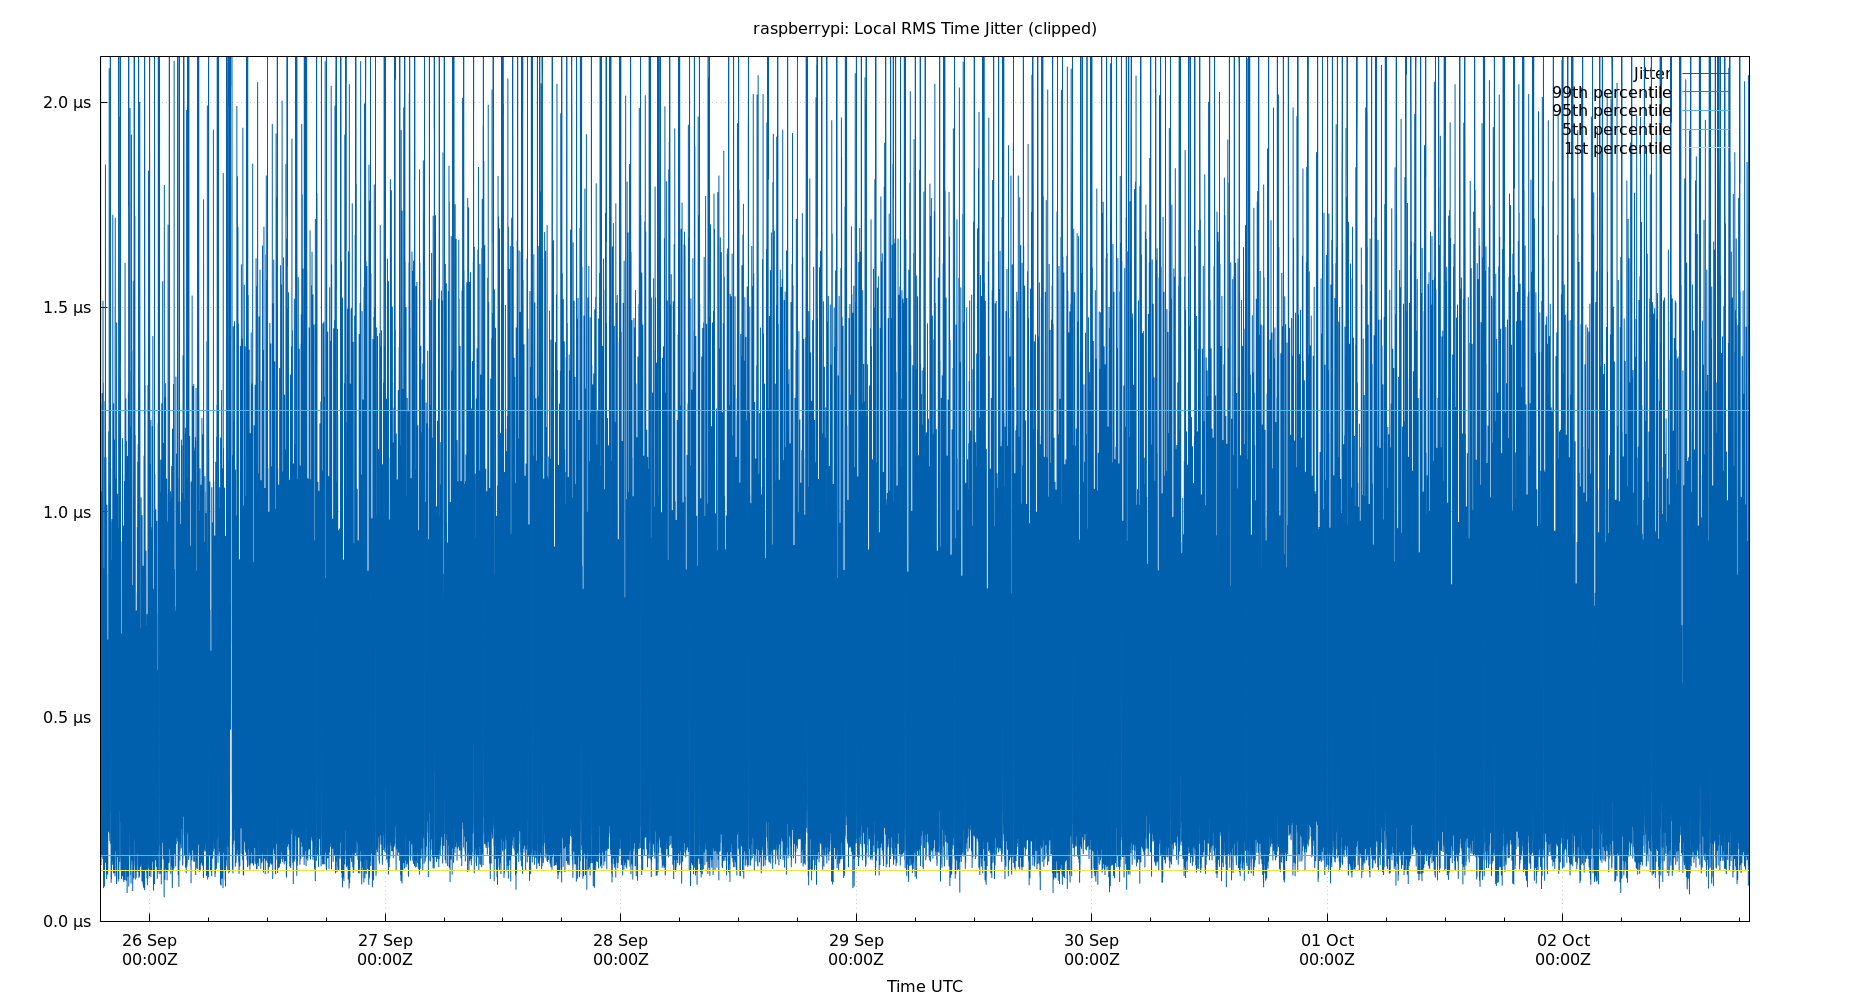 raspberrypi: Local RMS Time Jitter (clipped)
Jitter
99th percentile
95th percentile
5th percentile
1st percentile
2.0 µs
1.5 µs
1.0 µs
0.5 µs
0.0 µs
26 Sep 27 Sep 28 Sep 29 Sep 30 Sep 01 Oct 02 Oct
00:00Z 00:00Z 00:00Z 00:00Z 00:00Z 00:00Z 00:00Z
Time UTC